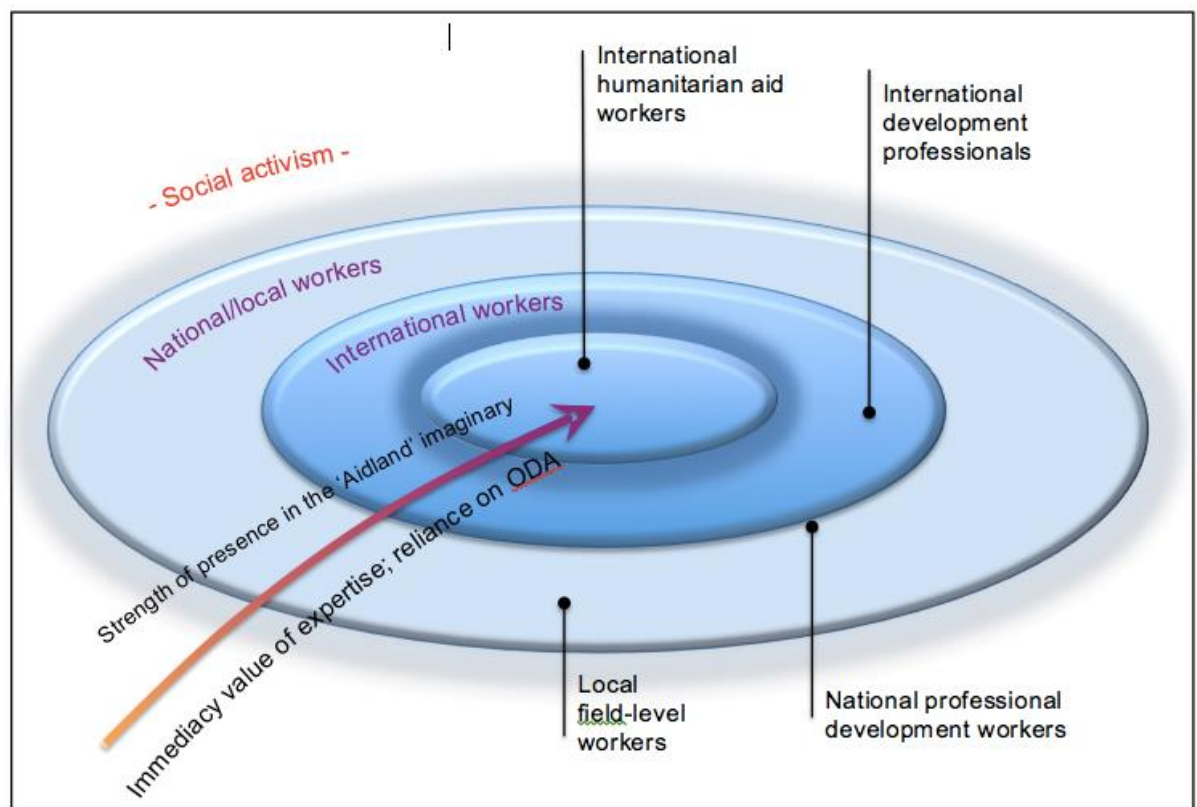 International
humanitarian aid
workers
International
development
professionals
- Social activism -
National/local workers
International workers
Strength of presence in the ‘Aidland’ imaginary
Immediacy value of expertise; reliance on ODA
Local
field-level
workers
National professional
development workers